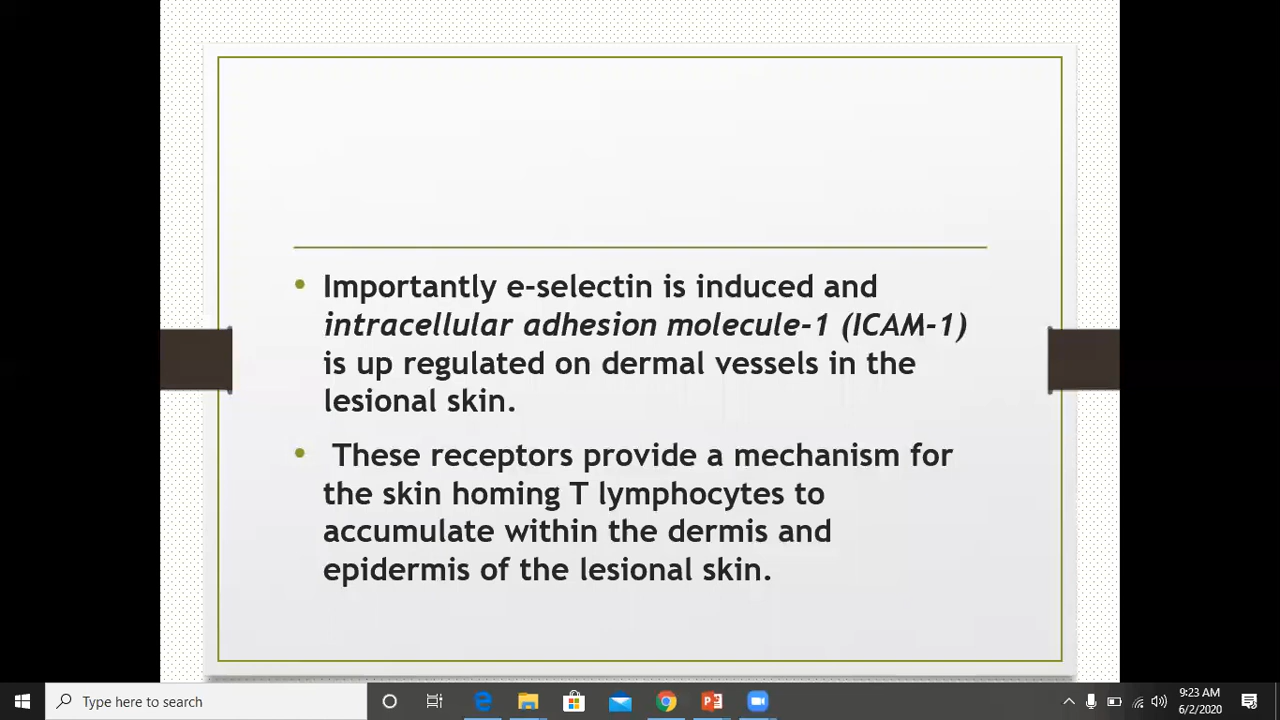 • Importantly e-selectin is induced and
intracellular adhesion molecule-1 (ICAM-1)
is up regulated on dermal vessels in the
lesional skin.
• These receptors provide a mechanism for
the skin homing T lymphocytes to
accumulate within the dermis and
epidermis of the lesional skin.
Type here to search
9:23 AM
6/2/2020